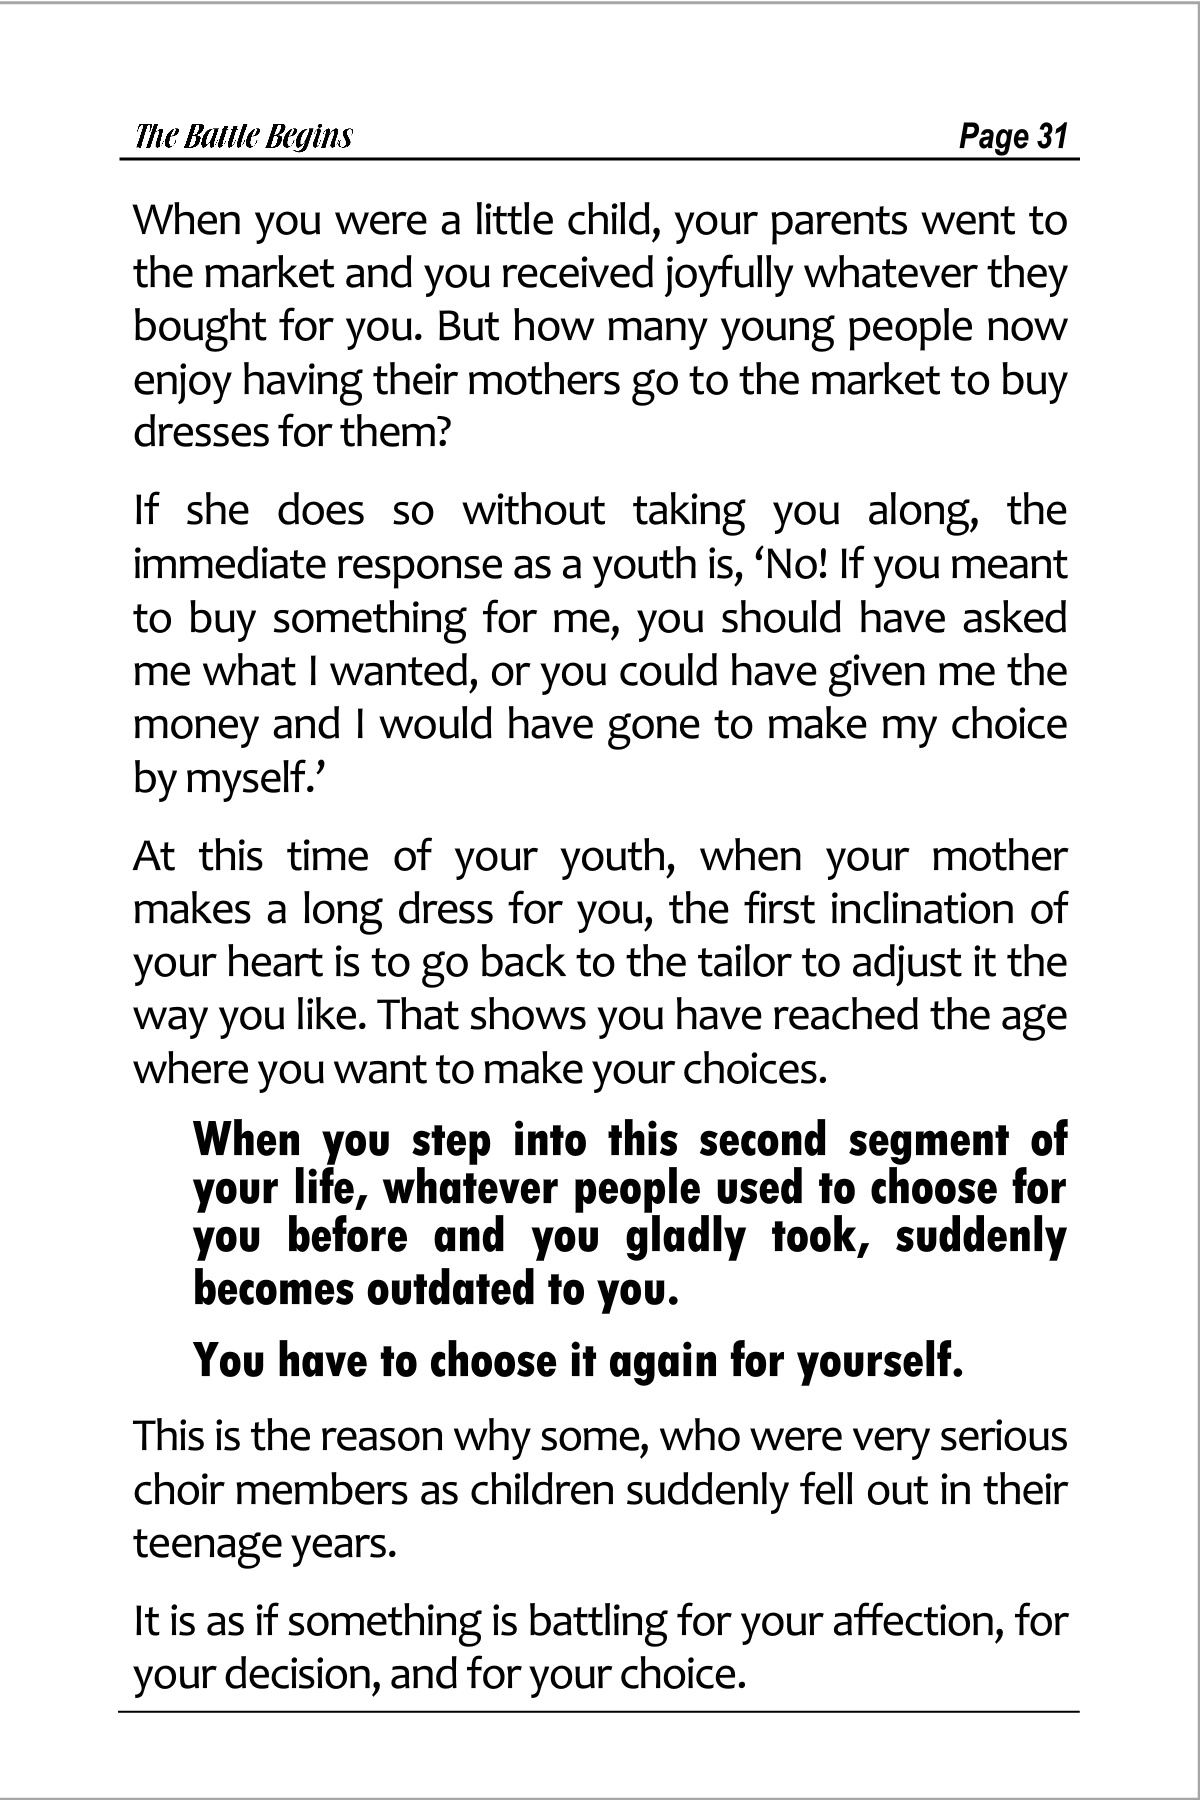 The Battle Begins Page 31
When you were a little child, your parents went to
the market and you received joyfully whatever they
bought for you. But how many young people now
enjoy having their mothers go to the market to buy
dresses for them?
If she does so without taking you along, the
immediate response as a youth is, ‘No! If you meant
to buy something for me, you should have asked
me what I wanted, or you could have given me the
money and I would have gone to make my choice
by myself.’
At this time of your youth, when your mother
makes a long dress for you, the first inclination of
your heart is to go back to the tailor to adjust it the
way you like. That shows you have reached the age
where you want to make your choices.
When you step into this second segment of
your life, whatever people used to choose for
you before and you gladly took, suddenly
becomes outdated to you.
You have to choose it again for yourself.
This is the reason why some, who were very serious
choir members as children suddenly fell out in their
teenage years.
It is as if something is battling for your affection, for
your decision, and for your choice.